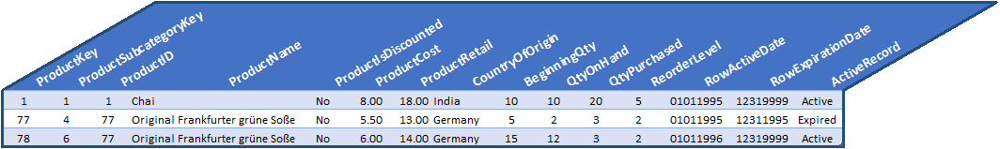 ProductKey ProductSubcategoryKey ProductID ProductName ProductIsDiscounted ProductCost ProductRetail CountryOfOrigin BeginningQty QtyOnHand QtyPurchased ReorderLevel RowActiveDate RowExpirationDate ActiveRecord
1 1 1 Chai No 8.00 18.00 India 10 10 20 5 01011995 12319999 Active
77 4 77 Original Frankfurter grüne Soße No 5.50 13.00 Germany 5 2 3 2 01011995 12311995 Expired
78 6 77 Original Frankfurter grüne Soße No 6.00 14.00 Germany 15 12 3 2 01011996 12319999 Active